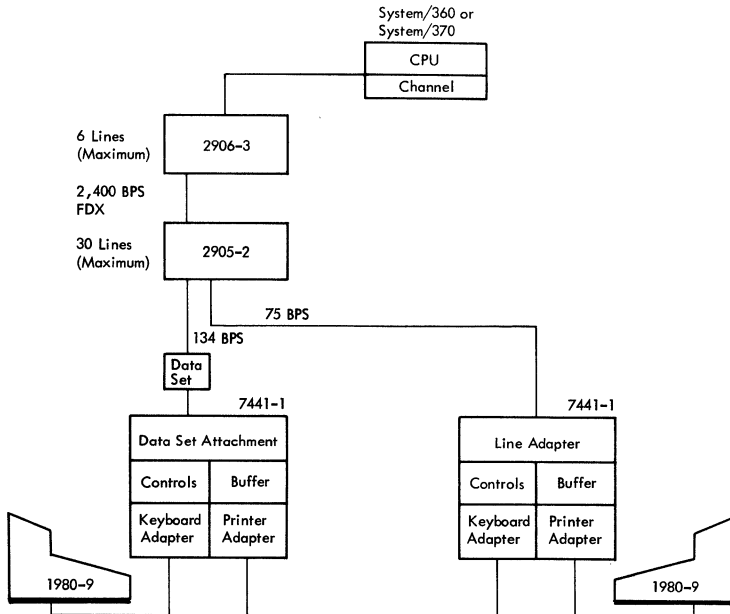 System/360 or
System/370
CPU
Channel
6 Lines
(Maximum)
2906-3
2,400 BPS
FDX
30 Lines
(Maximum)
2905-2
75 BPS
134 BPS
Data
Set
7441-1
7441-1
Data Set Attachment
Line Adapter
Controls
Buffer
Controls
Buffer
Keyboard
Adapter
Printer
Adapter
Keyboard
Adapter
Printer
Adapter
1980-9
1980-9